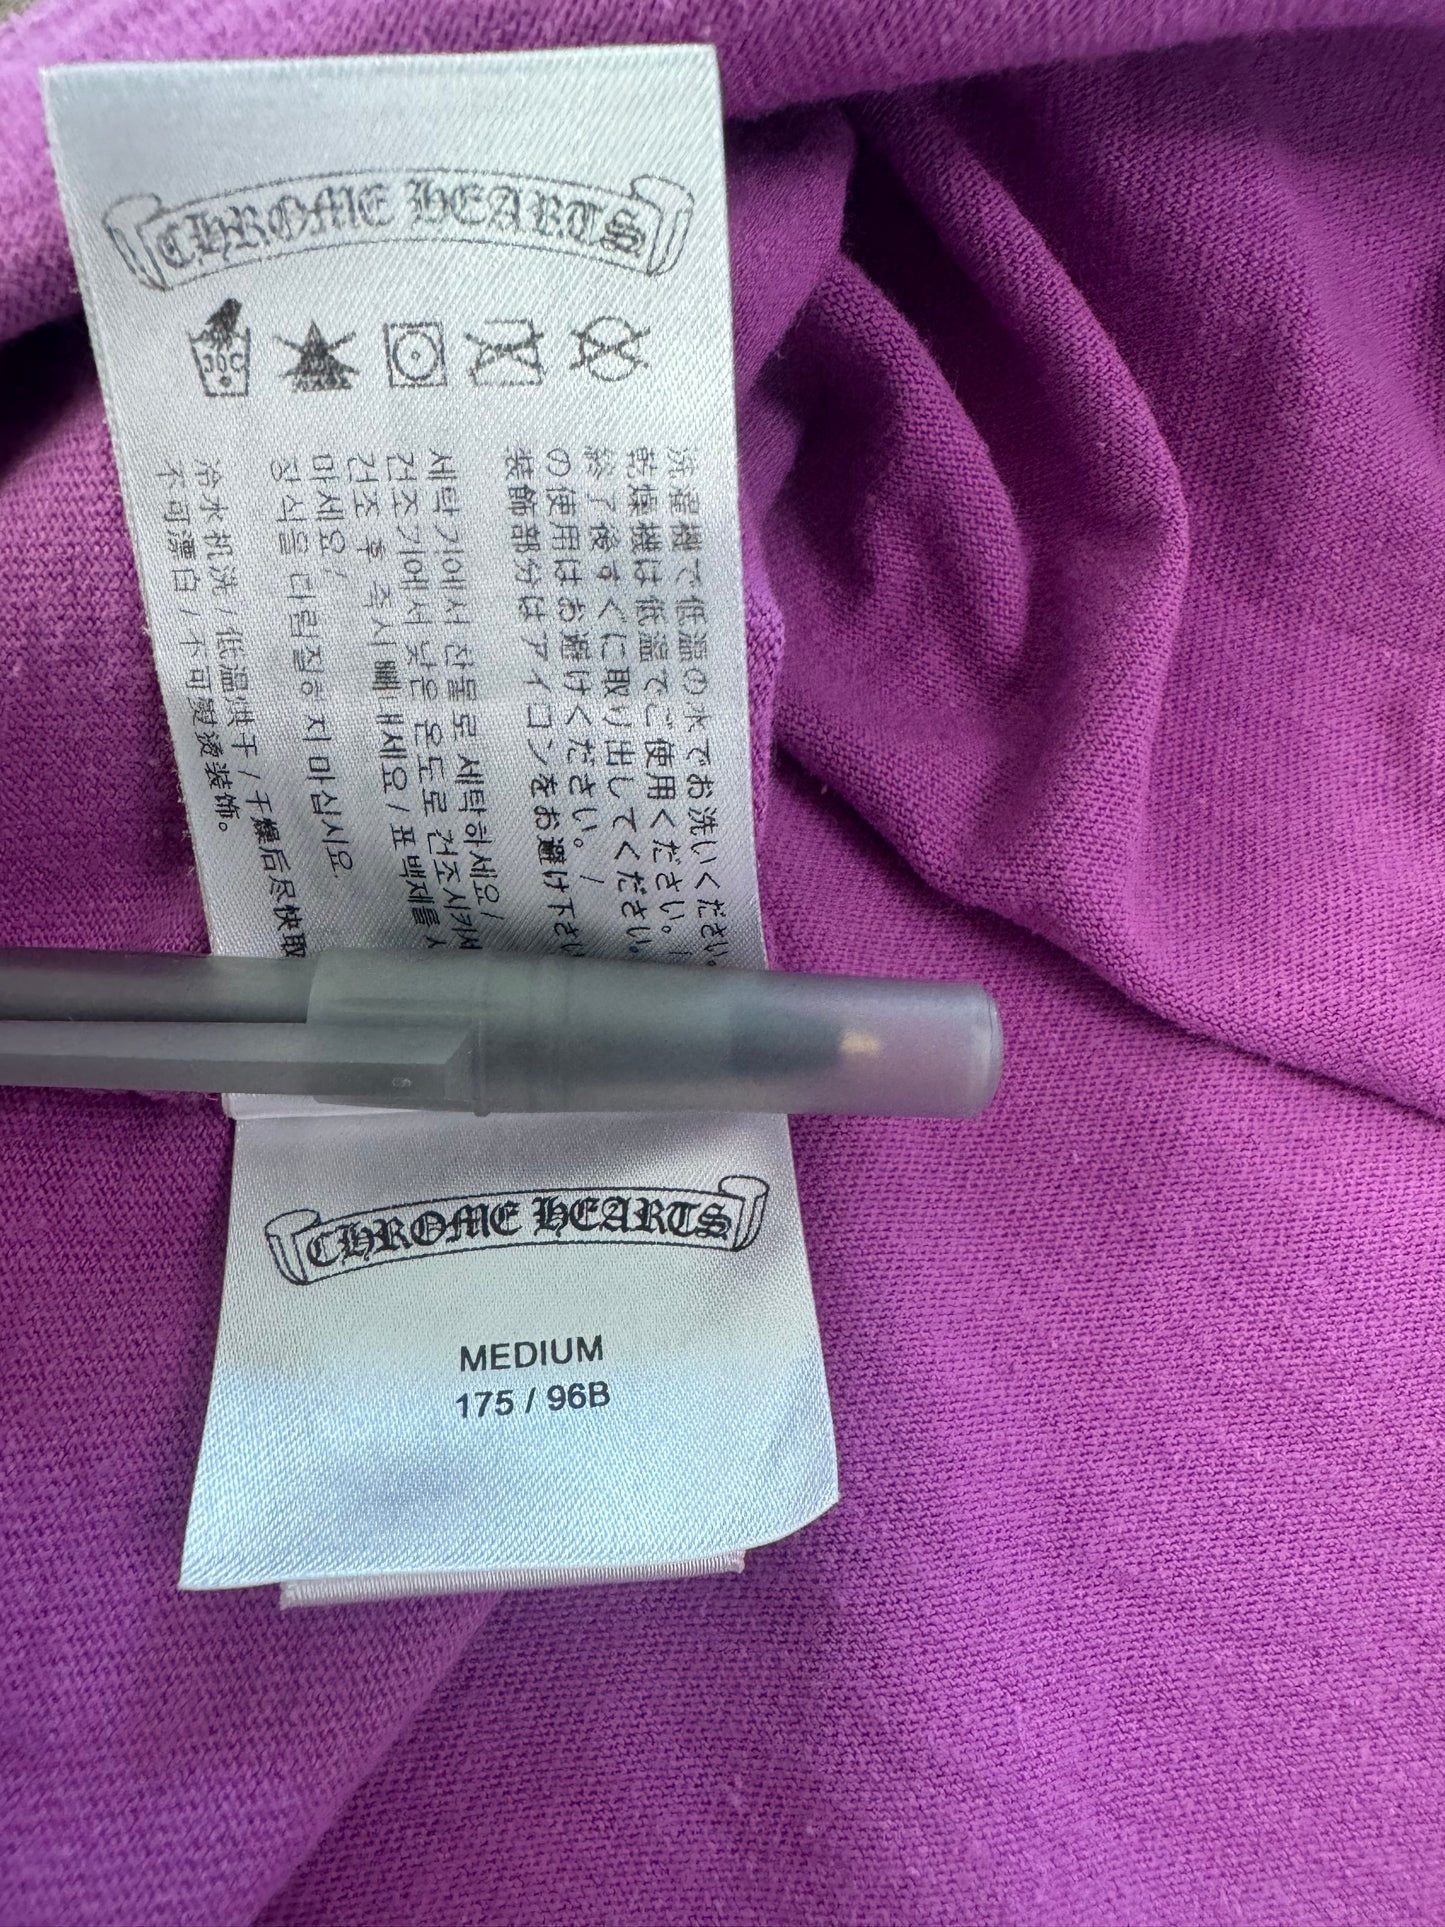 CHROME HEARTS
30C
洗濯機で低温の水でお洗いください。/
乾燥機は低温でご使用ください。
終了後すぐに取り出してください。
の使用はお避けください。/
装飾部分はアイロンをお避け下さい
세탁기에서 찬물로 세탁하세요/
건조기에서 낮은 온도로 건조시키세
건조 후 즉시 빼내세요/표백제를
마세요/
장식을 다림질하지마십시요
冷水机洗/低温烘干/干燥后尽快取
不可漂白/不可熨烫装饰。
CHROME HEARTS
MEDIUM
175 / 96B